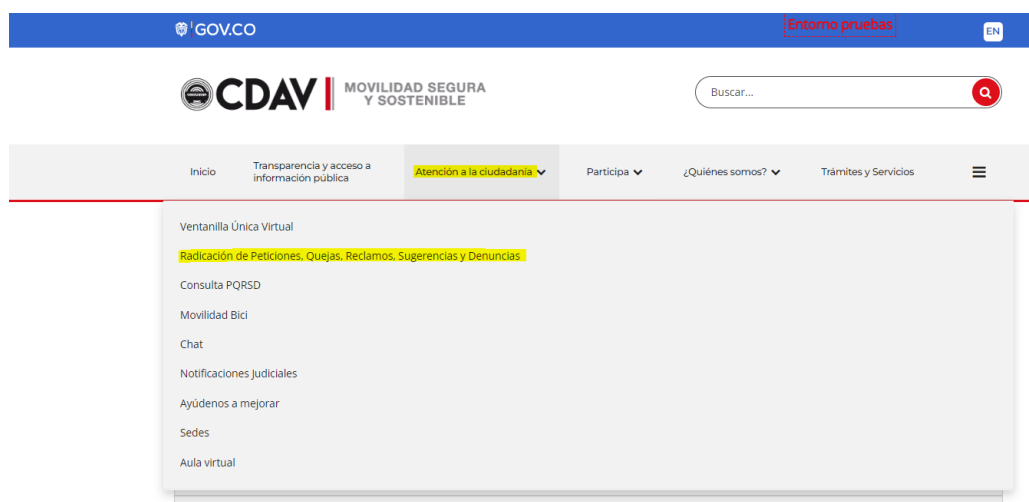 GOV.CO
Entorno pruebas
EN
CDAV
MOVILIDAD SEGURA
Y SOSTENIBLE
Buscar...
Inicio
Transparencia y acceso a
información pública
Atención a la ciudadanía
Participa
¿Quiénes somos?
Trámites y Servicios
Ventanilla Única Virtual
Radicación de Peticiones, Quejas, Reclamos, Sugerencias y Denuncias
Consulta PQRSD
Movilidad Bici
Chat
Notificaciones Judiciales
Ayúdenos a mejorar
Sedes
Aula virtual